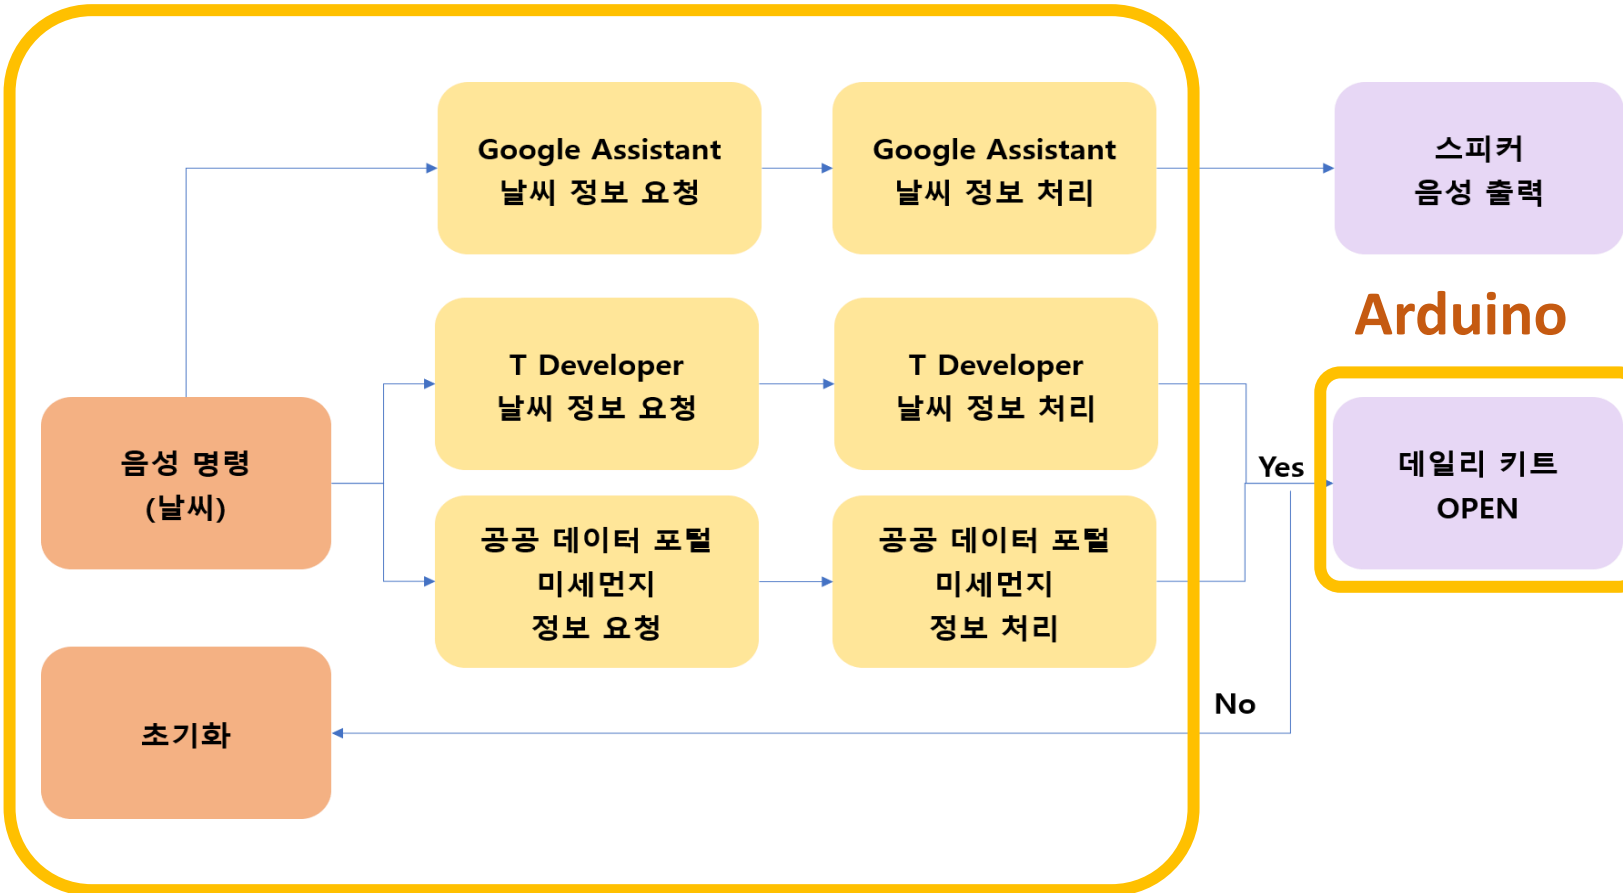 Google Assistant
날씨 정보 요청
Google Assistant
날씨 정보 처리
스피커
음성 출력
Arduino
T Developer
날씨 정보 요청
T Developer
날씨 정보 처리
음성 명령
(날씨)
Yes
데일리 키트
OPEN
공공 데이터 포털
미세먼지
정보 요청
공공 데이터 포털
미세먼지
정보 처리
초기화
No